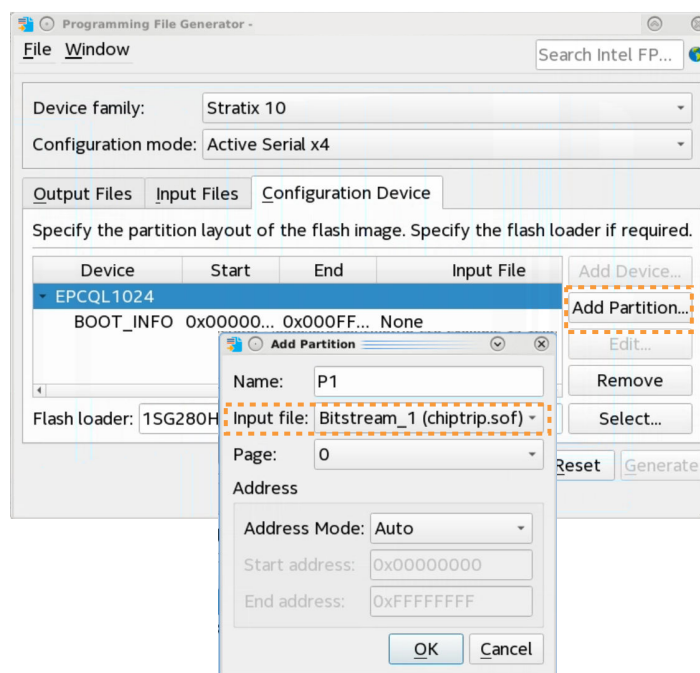 Programming File Generator -
File Window
Search Intel FP...
Device family: Stratix 10
Configuration mode: Active Serial x4
Output Files Input Files Configuration Device
Specify the partition layout of the flash image. Specify the flash loader if required.
Device Start End Input File Add Device...
EPCQL1024
Add Partition...
BOOT_INFO 0x00000... 0x000FF... None
Edit...
Remove
Flash loader: 1SG280H
Select...
Reset Generate
Add Partition
Name: P1
Input file: Bitstream_1 (chiptrip.sof)
Page: 0
Address
Address Mode: Auto
Start address: 0x00000000
End address: 0xFFFFFFFF
OK Cancel